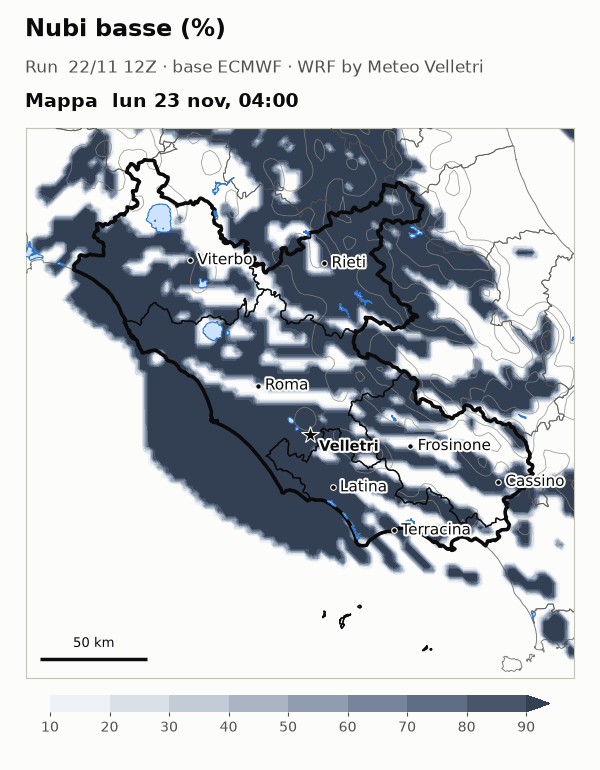 Nubi basse (%)
Run  22/11 12Z · base ECMWF · WRF by Meteo Velletri
Mappa  lun 23 nov, 04:00
Viterbo
Rieti
Roma
Velletri
Frosinone
Latina
Cassino
Terracina
50 km
10 20 30 40 50 60 70 80 90